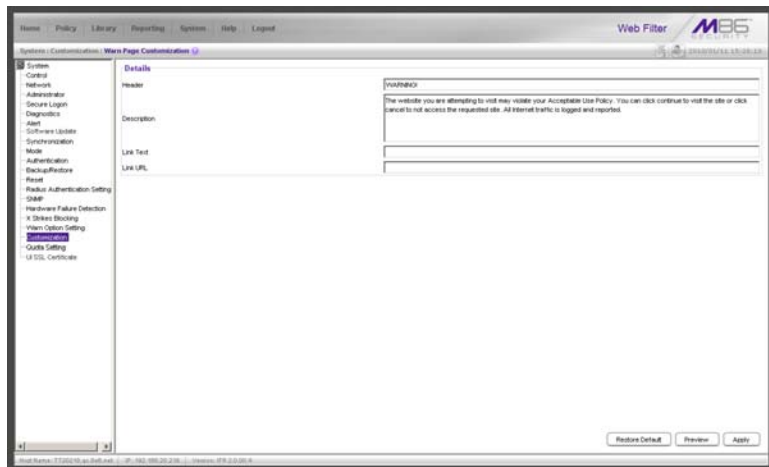 Home Policy Library Reporting System Help Logout
Web Filter
M86
SECURITY
System : Customization : Warn Page Customization
System
Control
Network
Administrator
Secure Logon
Diagnostics
Alert
Software Update
Synchronization
Mode
Authentication
Backup/Restore
Reset
Radius Authentication Setting
SNMP
Hardware Failure Detection
X Strikes Blocking
Warn Option Setting
Customization
Quota Setting
UI SSL Certificate
Details
Header
WARNING!
Description
The website you are attempting to visit may violate your Acceptable Use Policy. You can click continue to visit the site or click
cancel to not access the requested site. All internet traffic is logged and reported.
Link Text
Link URL
Restore Default Preview Apply
Host Name: